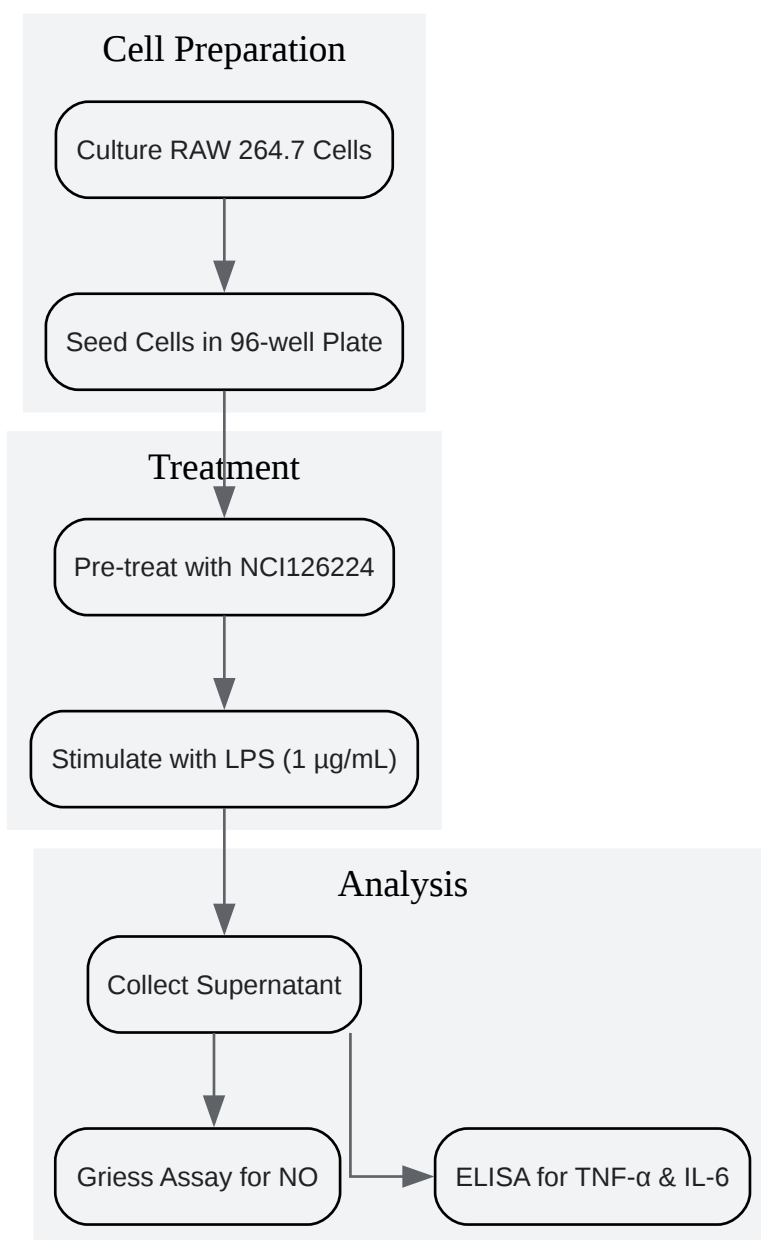 Cell Preparation
Culture RAW 264.7 Cells
Seed Cells in 96-well Plate
Treatment
Pre-treat with NCI126224
Stimulate with LPS (1 µg/mL)
Analysis
Collect Supernatant
Griess Assay for NO
ELISA for TNF-α & IL-6